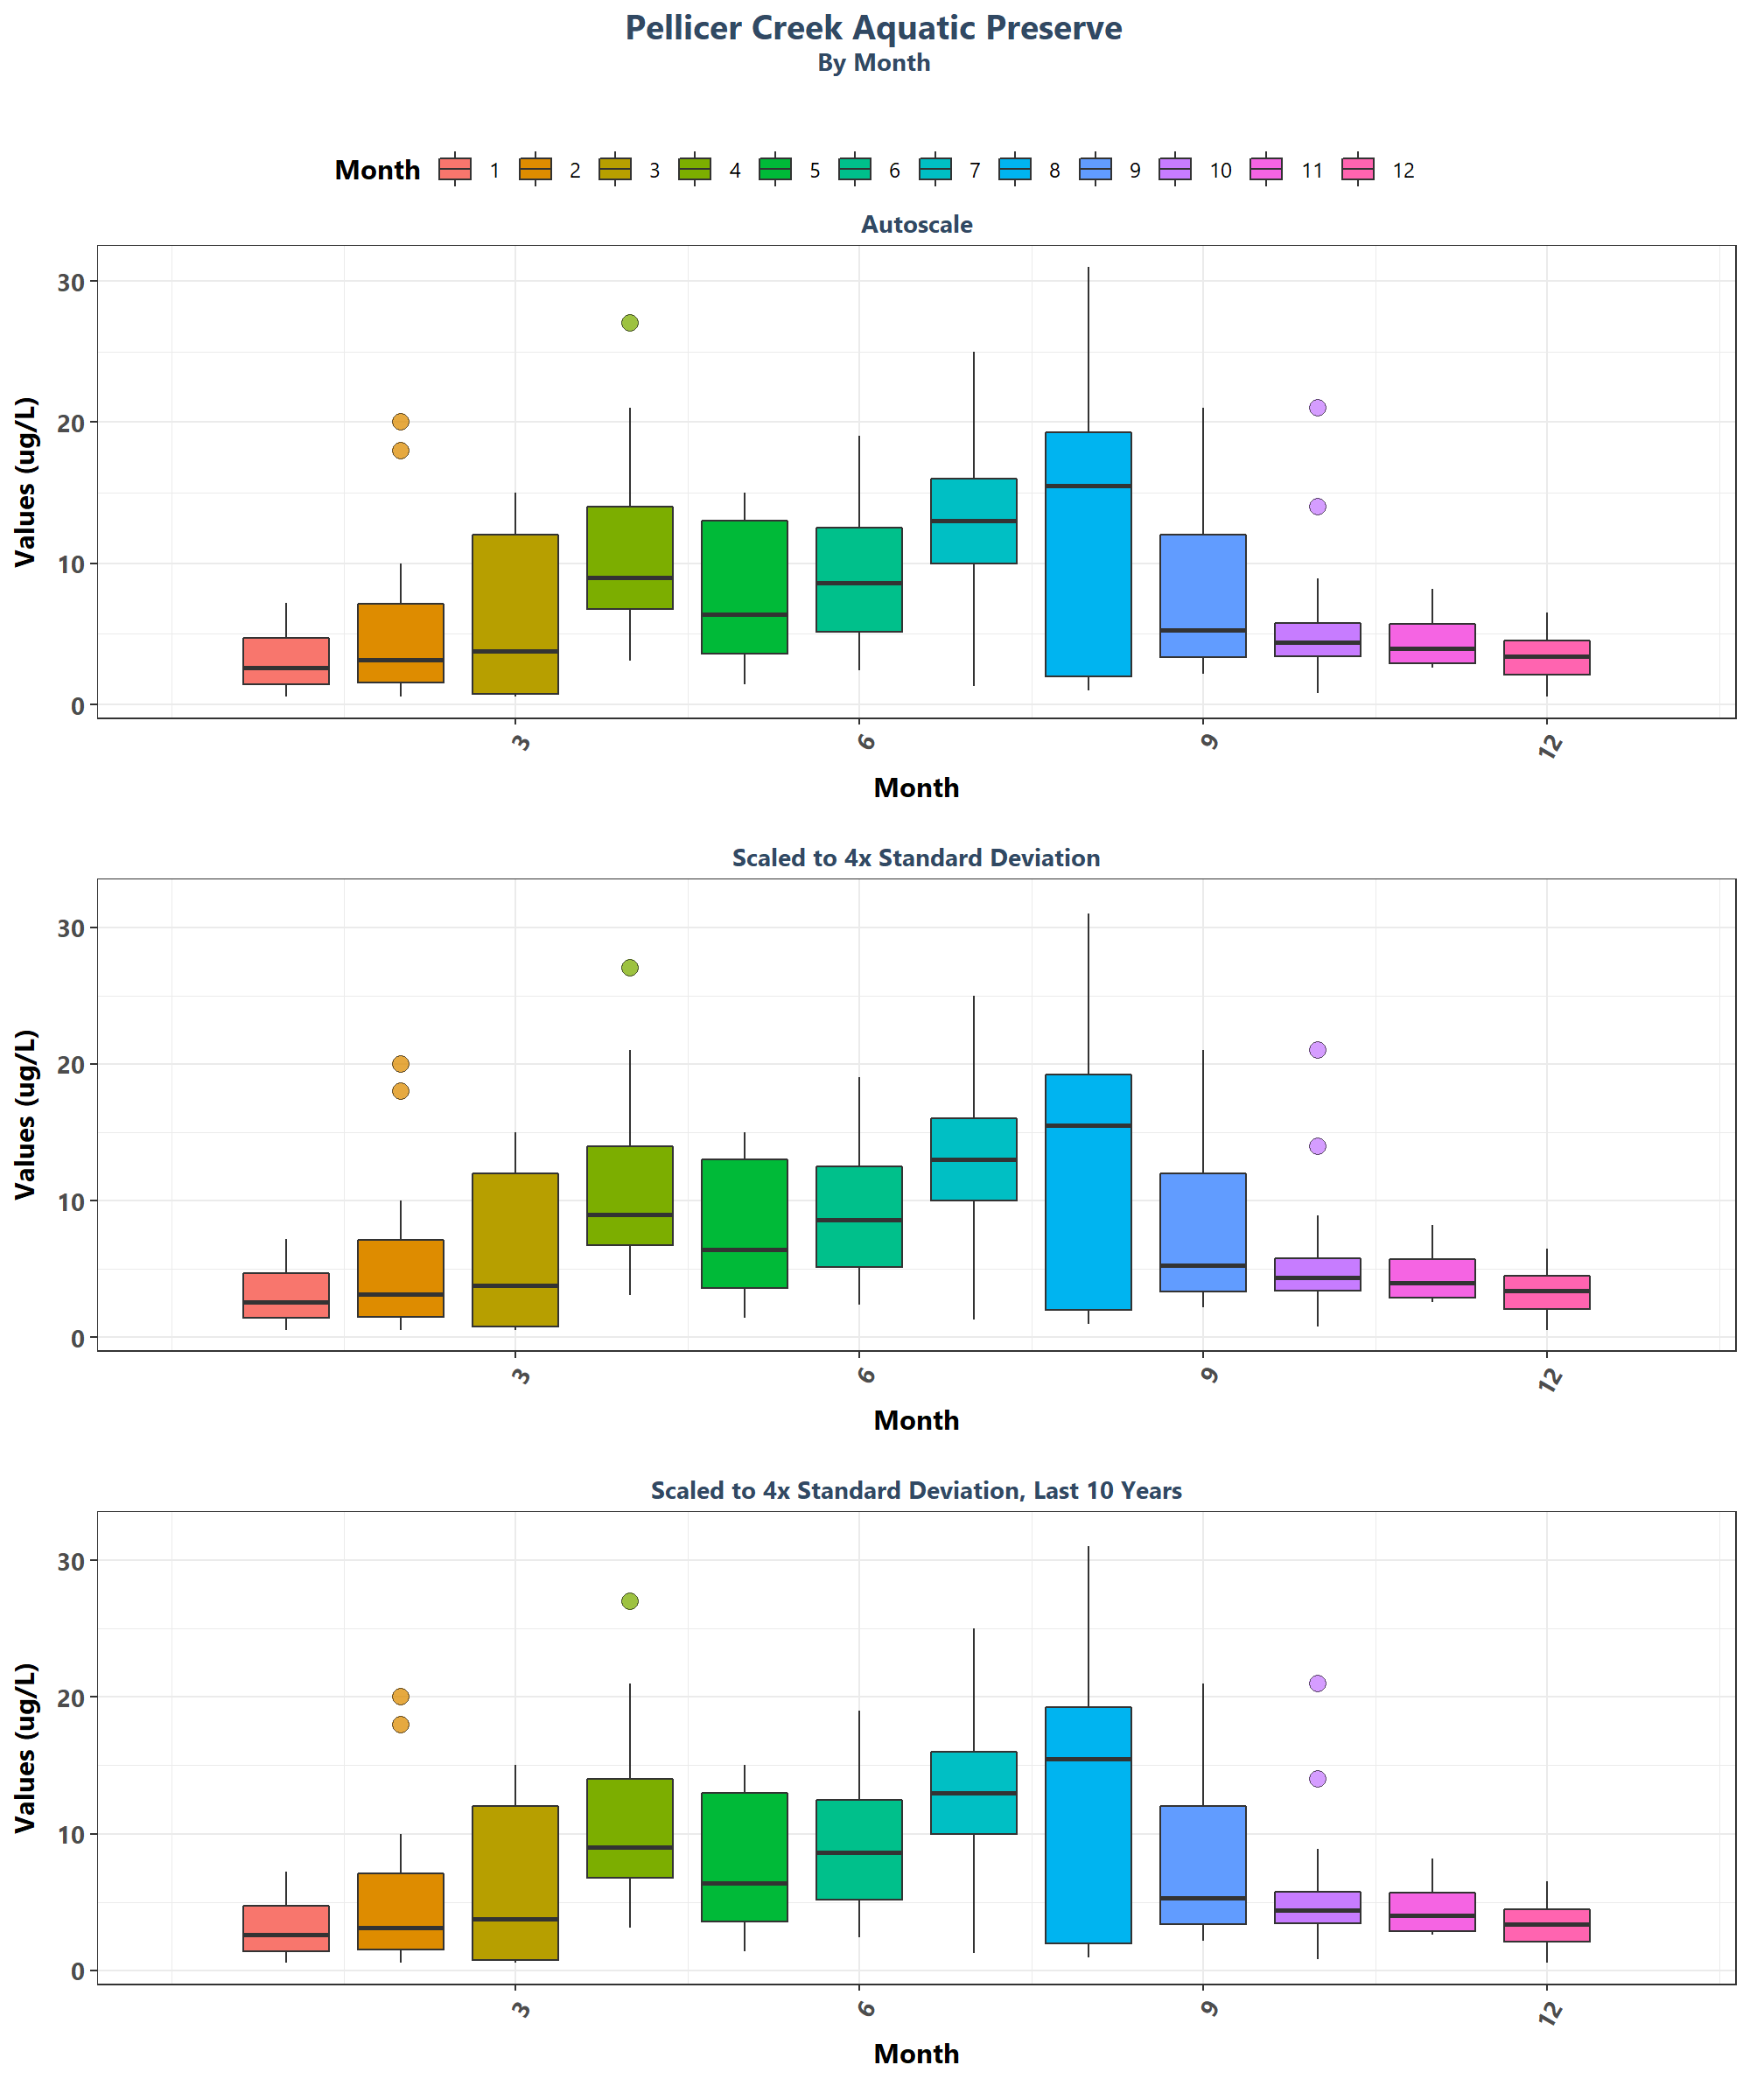 Pellicer Creek Aquatic Preserve
By Month
Month 1 2 3 4 5 6 7 8 9 10 11 12
Autoscale
Values (ug/L)
30
20
10
0
3 6 9 12
Month
Scaled to 4x Standard Deviation
Values (ug/L)
30
20
10
0
3 6 9 12
Month
Scaled to 4x Standard Deviation, Last 10 Years
Values (ug/L)
30
20
10
0
3 6 9 12
Month